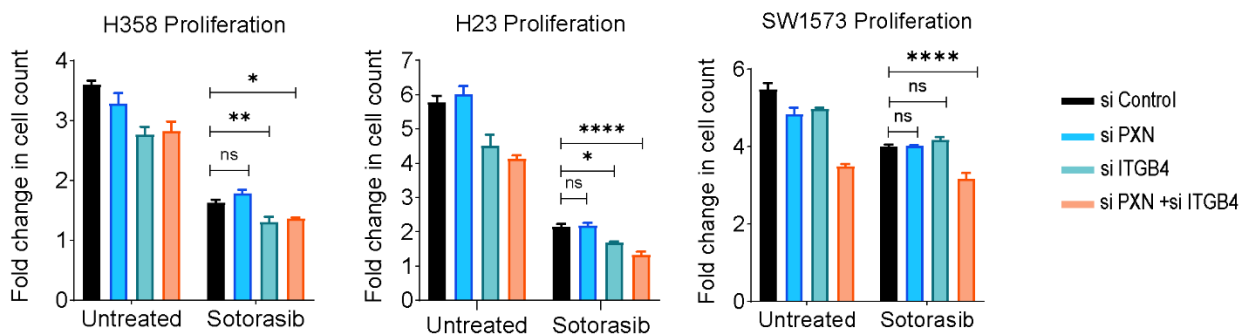 H358 Proliferation
Fold change in cell count
4
3
2
1
0
*
**
ns
Untreated
Sotorasib
H23 Proliferation
Fold change in cell count
7
6
5
4
3
2
1
0
****
*
ns
Untreated
Sotorasib
SW1573 Proliferation
Fold change in cell count
6
4
2
0
****
ns
ns
Untreated
Sotorasib
si Control
si PXN
si ITGB4
si PXN +si ITGB4